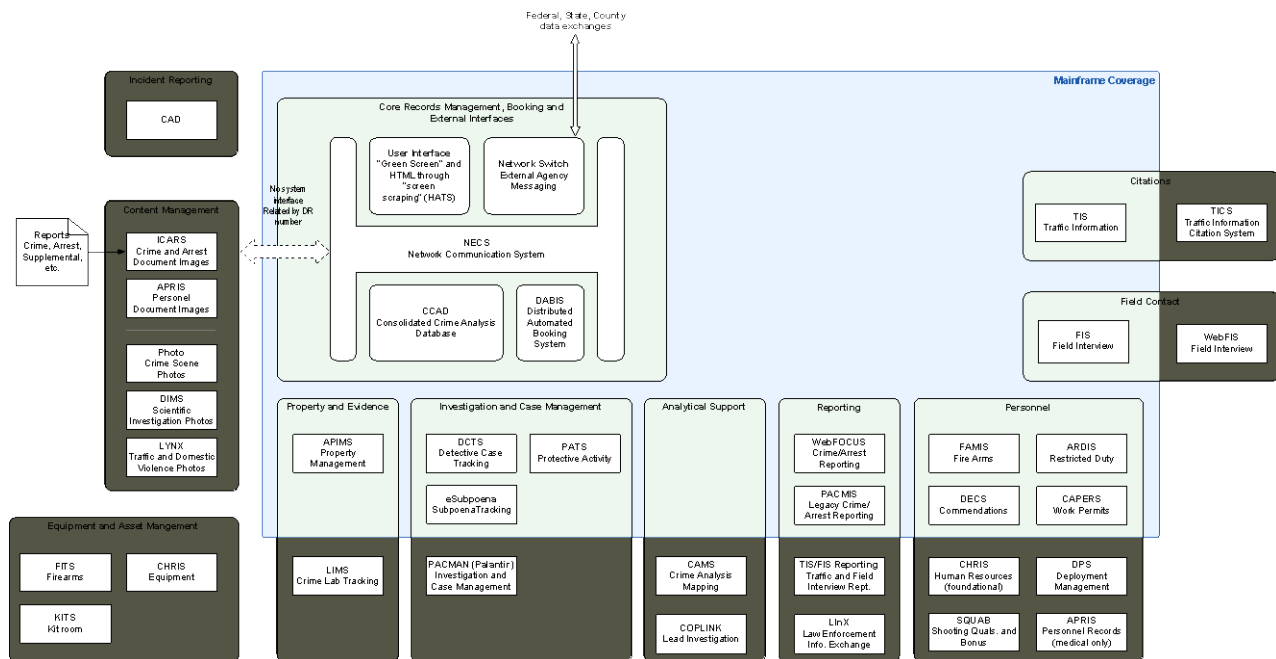 Federal, State, County
data exchanges
Incident Reporting
CAD
Mainframe Coverage
Core Records Management, Booking and
External Interfaces
User Interface
"Green Screen" and
HTML through
"screen
scraping" (HATS)
Network Switch
External Agency
Messaging
No system
interface
Related by DR
number
NECS
Network Communication System
CCAD
Consolidated Crime Analysis
Database
DABIS
Distributed
Automated
Booking
System
Citations
TIS
Traffic Information
TICS
Traffic Information
Citation System
Field Contact
FIS
Field Interview
WebFIS
Field Interview
Reports
Crime, Arrest,
Supplemental,
etc.
Content Management
ICARS
Crime and Arrest
Document Images
APRIS
Personel
Document Images
Photo
Crime Scene
Photos
DIMS
Scientific
Investigation Photos
LYNX
Traffic and Domestic
Violence Photos
Equipment and Asset Mangement
FITS
Firearms
CHRIS
Equipment
KITS
Kit room
Property and Evidence
APIMS
Property
Management
LIMS
Crime Lab Tracking
Investigation and Case Management
DCTS
Detective Case
Tracking
PATS
Protective Activity
eSubpoena
SubpoenaTracking
PACMAN (Palantir)
Investigation and
Case Management
Analytical Support
CAMS
Crime Analysis
Mapping
COPLINK
Lead Investigation
Reporting
WebFOCUS
Crime/Arrest
Reporting
PACMIS
Legacy Crime/
Arrest Reporting
TIS/FIS Reporting
Traffic and Field
Interview Rept.
LInX
Law Enforcement
Info. Exchange
Personnel
FAMIS
Fire Arms
ARDIS
Restricted Duty
DECS
Commendations
CAPERS
Work Permits
CHRIS
Human Resources
(foundational)
DPS
Deployment
Management
SQUAB
Shooting Quals. and
Bonus
APRIS
Personnel Records
(medical only)